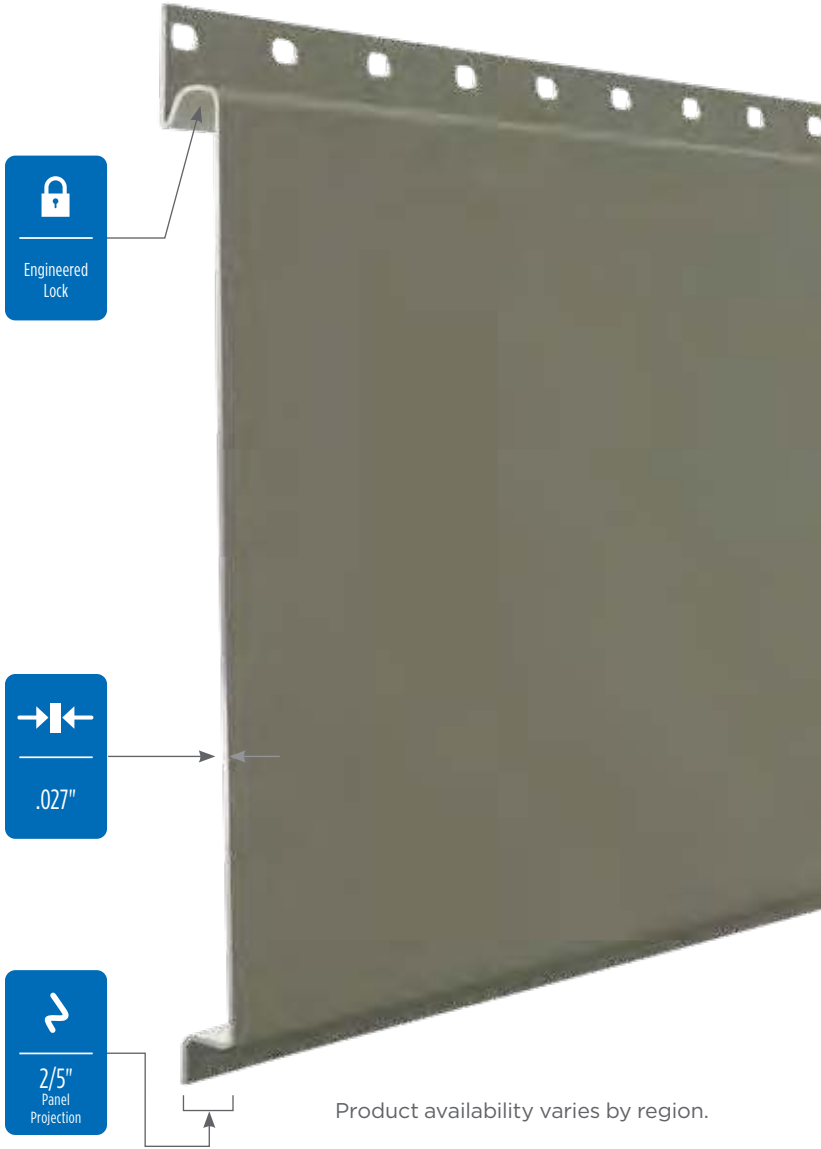 Engineered
Lock
.027"
2/5"
Panel
Projection
Product availability varies by region.